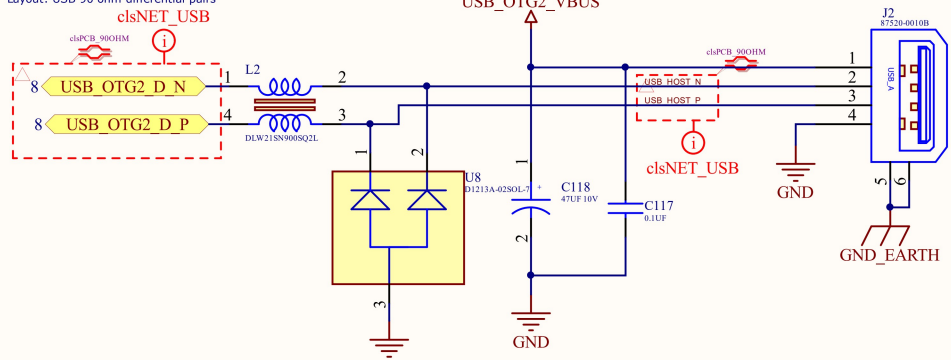 Layout: USB 90 ohm differential pairs
USB_OTG2_VBUS
clsNET_USB
i
clsPCB_90OHM
8 USB_OTG2_D_N 1 L2 2
8 USB_OTG2_D_P 4 3
DLW21SN900SQ2L
clsPCB_90OHM
USB_HOST_N
USB_HOST_P
i
clsNET_USB
J2
87520-0010B
1
2
3
4
USB_A
5 6
GND
GND_EARTH
1 2
U8
D1213A-02SOL-7
3
1
+
C118
47UF 10V
2
C117
0.1UF
GND